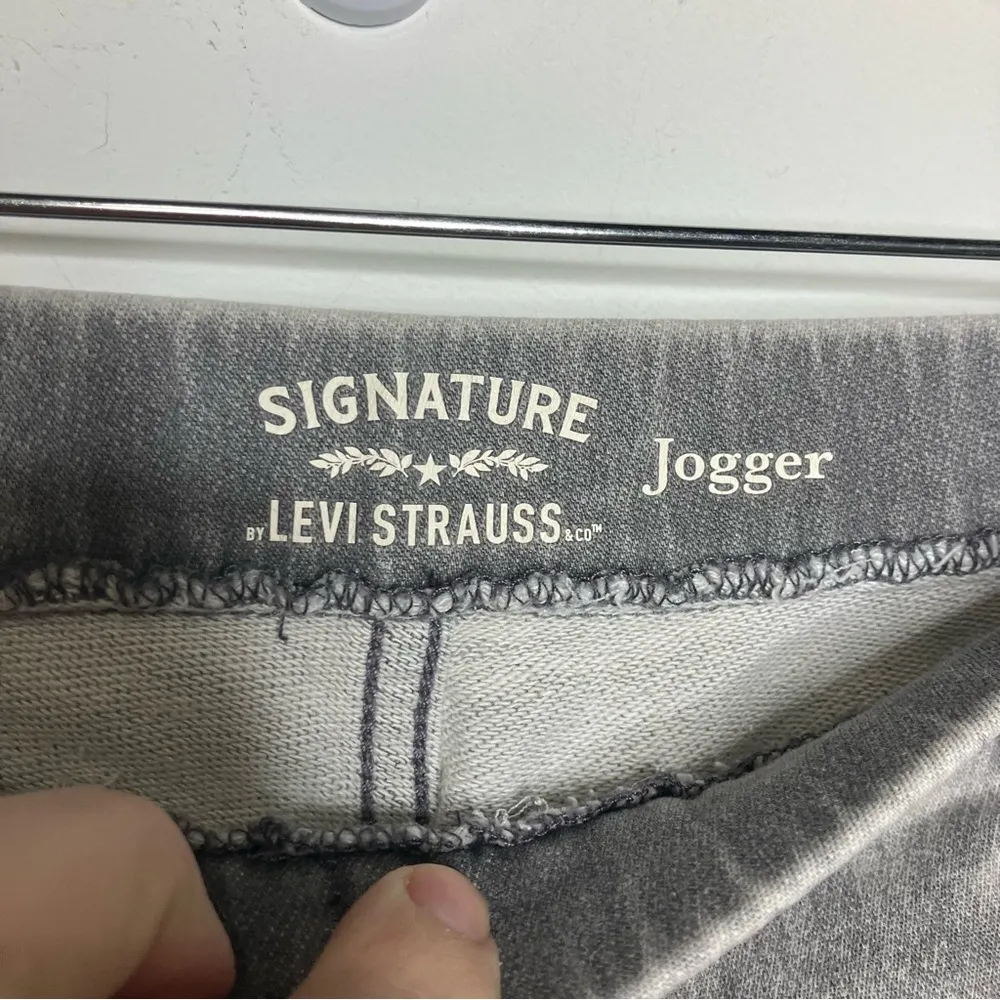 SIGNATURE
BY LEVI STRAUSS & CO™
Jogger